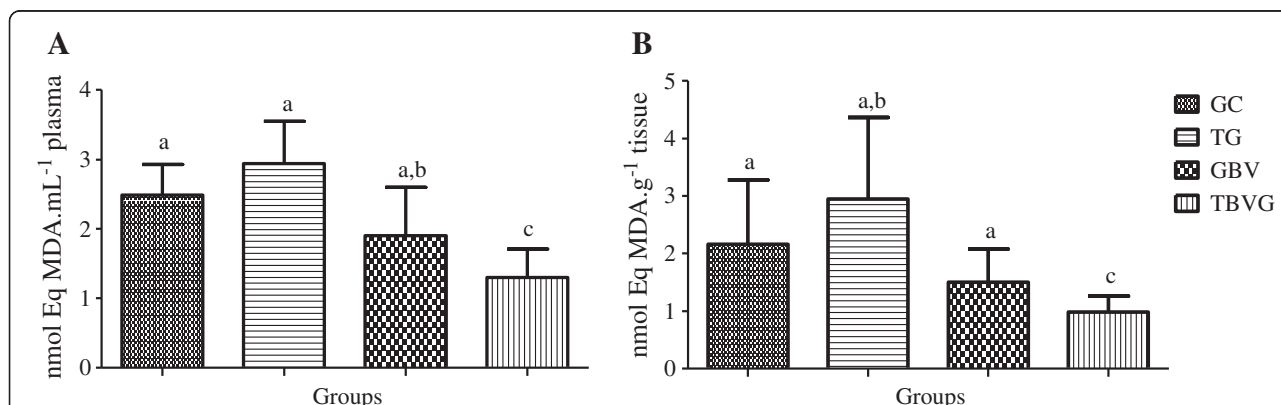 A
nmol Eq MDA.mL⁻¹ plasma
4
3
2
1
0
a
a
a,b
c
Groups
B
nmol Eq MDA.g⁻¹ tissue
5
4
3
2
1
0
a
a,b
a
c
Groups
GC
TG
GBV
TBVG